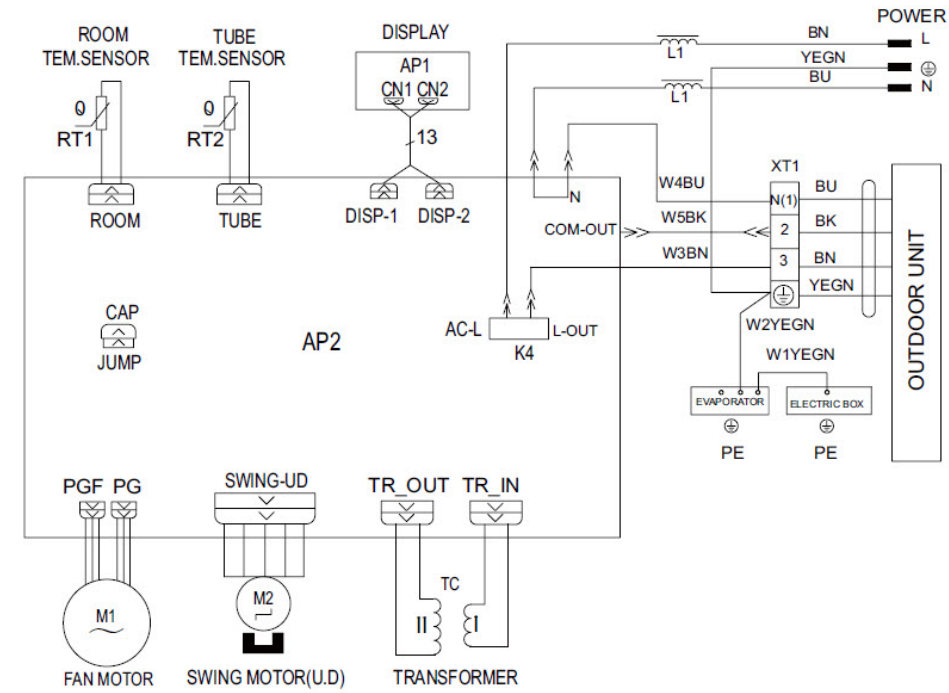 ROOM
TEM.SENSOR
TUBE
TEM.SENSOR
DISPLAY
AP1
CN1 CN2
POWER
BN
L
L1
YEGN
BU
N
L1
RT1
RT2
13
XT1
ROOM
TUBE
DISP-1
DISP-2
N
COM-OUT
W4BU
N(1)
BU
W5BK
2
BK
W3BN
3
BN
YEGN
OUTDOOR UNIT
CAP
JUMP
AP2
AC-L
L-OUT
K4
W2YEGN
W1YEGN
EVAPORATOR
ELECTRIC BOX
PE
PE
PGF PG
SWING-UD
TR_OUT TR_IN
M1
M2
TC
II
I
FAN MOTOR
SWING MOTOR(U.D)
TRANSFORMER